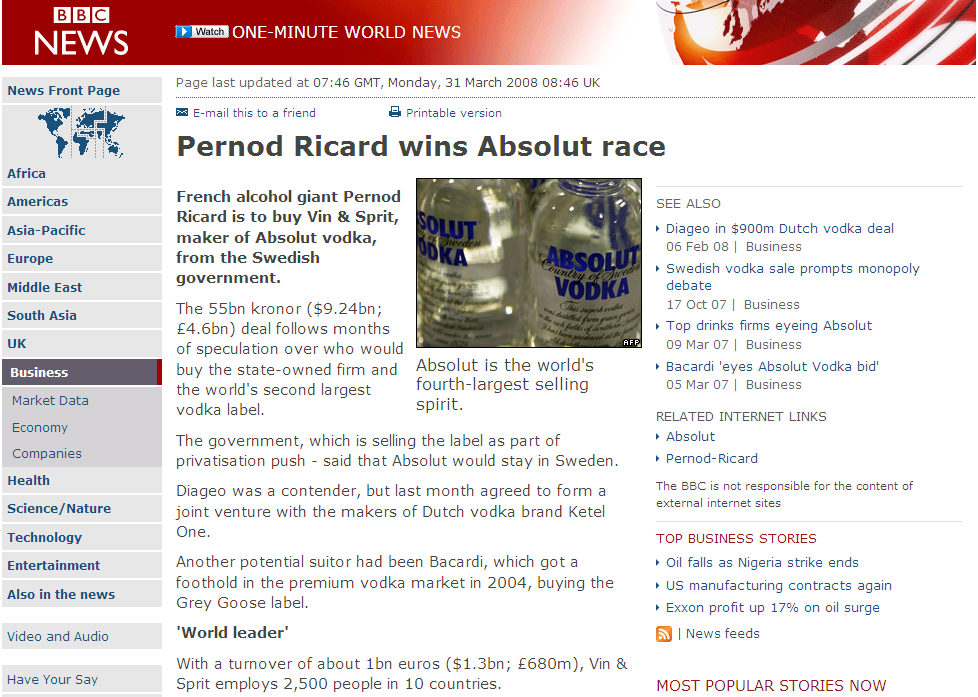 BBC
NEWS
Watch ONE-MINUTE WORLD NEWS
News Front Page
Africa
Americas
Asia-Pacific
Europe
Middle East
South Asia
UK
Business
Market Data
Economy
Companies
Health
Science/Nature
Technology
Entertainment
Also in the news
Video and Audio
Have Your Say
Page last updated at 07:46 GMT, Monday, 31 March 2008 08:46 UK
E-mail this to a friend
Printable version
Pernod Ricard wins Absolut race
French alcohol giant Pernod
Ricard is to buy Vin & Sprit,
maker of Absolut vodka,
from the Swedish
government.
The 55bn kronor ($9.24bn;
£4.6bn) deal follows months
of speculation over who would
buy the state-owned firm and
the world's second largest
vodka label.
ABSOLUT
Country of Sweden
VODKA
This superb vodka
was distilled from grain grown
in the rich fields of southern
AFP
Absolut is the world's
fourth-largest selling
spirit.
The government, which is selling the label as part of
privatisation push - said that Absolut would stay in Sweden.
Diageo was a contender, but last month agreed to form a
joint venture with the makers of Dutch vodka brand Ketel
One.
Another potential suitor had been Bacardi, which got a
foothold in the premium vodka market in 2004, buying the
Grey Goose label.
'World leader'
With a turnover of about 1bn euros ($1.3bn; £680m), Vin &
Sprit employs 2,500 people in 10 countries.
SEE ALSO
Diageo in $900m Dutch vodka deal
06 Feb 08 | Business
Swedish vodka sale prompts monopoly
debate
17 Oct 07 | Business
Top drinks firms eyeing Absolut
09 Mar 07 | Business
Bacardi 'eyes Absolut Vodka bid'
05 Mar 07 | Business
RELATED INTERNET LINKS
Absolut
Pernod-Ricard
The BBC is not responsible for the content of
external internet sites
TOP BUSINESS STORIES
Oil falls as Nigeria strike ends
US manufacturing contracts again
Exxon profit up 17% on oil surge
| News feeds
MOST POPULAR STORIES NOW